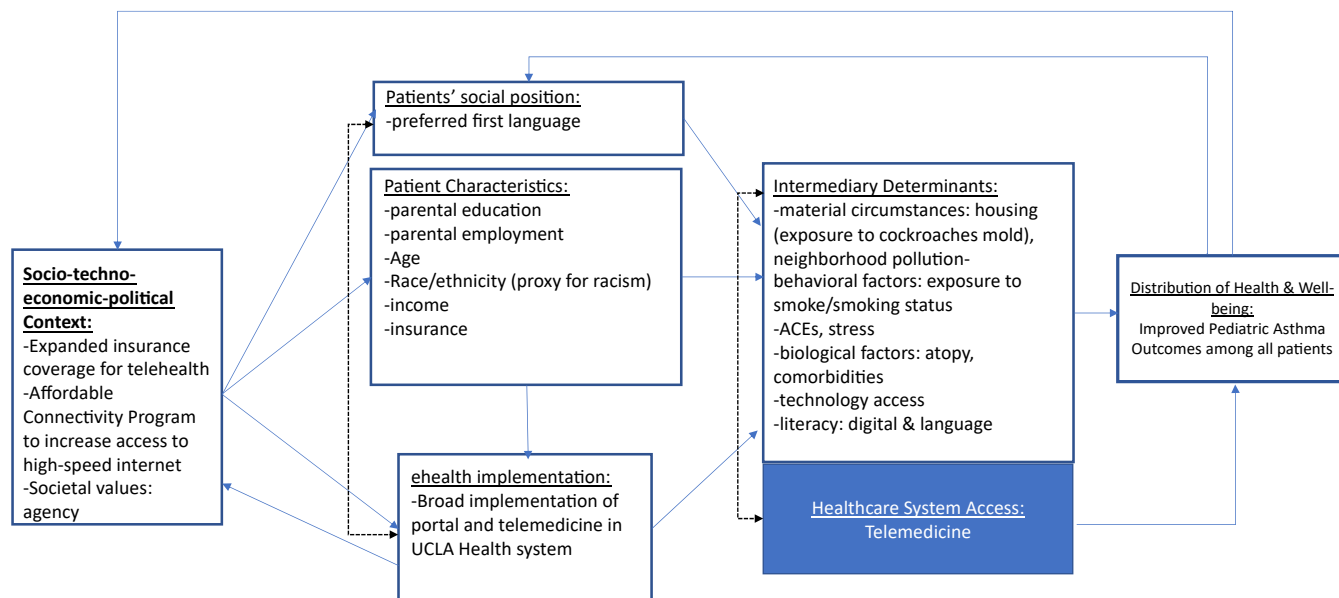 Patients' social position:
-preferred first language
Patient Characteristics:
-parental education
-parental employment
-Age
-Race/ethnicity (proxy for racism)
-income
-insurance
Socio-techno-
economic-political
Context:
-Expanded insurance
coverage for telehealth
-Affordable
Connectivity Program
to increase access to
high-speed internet
-Societal values:
agency
ehealth implementation:
-Broad implementation of
portal and telemedicine in
UCLA Health system
Intermediary Determinants:
-material circumstances: housing
(exposure to cockroaches mold),
neighborhood pollution-
behavioral factors: exposure to
smoke/smoking status
-ACEs, stress
-biological factors: atopy,
comorbidities
-technology access
-literacy: digital & language
Healthcare System Access:
Telemedicine
Distribution of Health & Well-
being:
Improved Pediatric Asthma
Outcomes among all patients